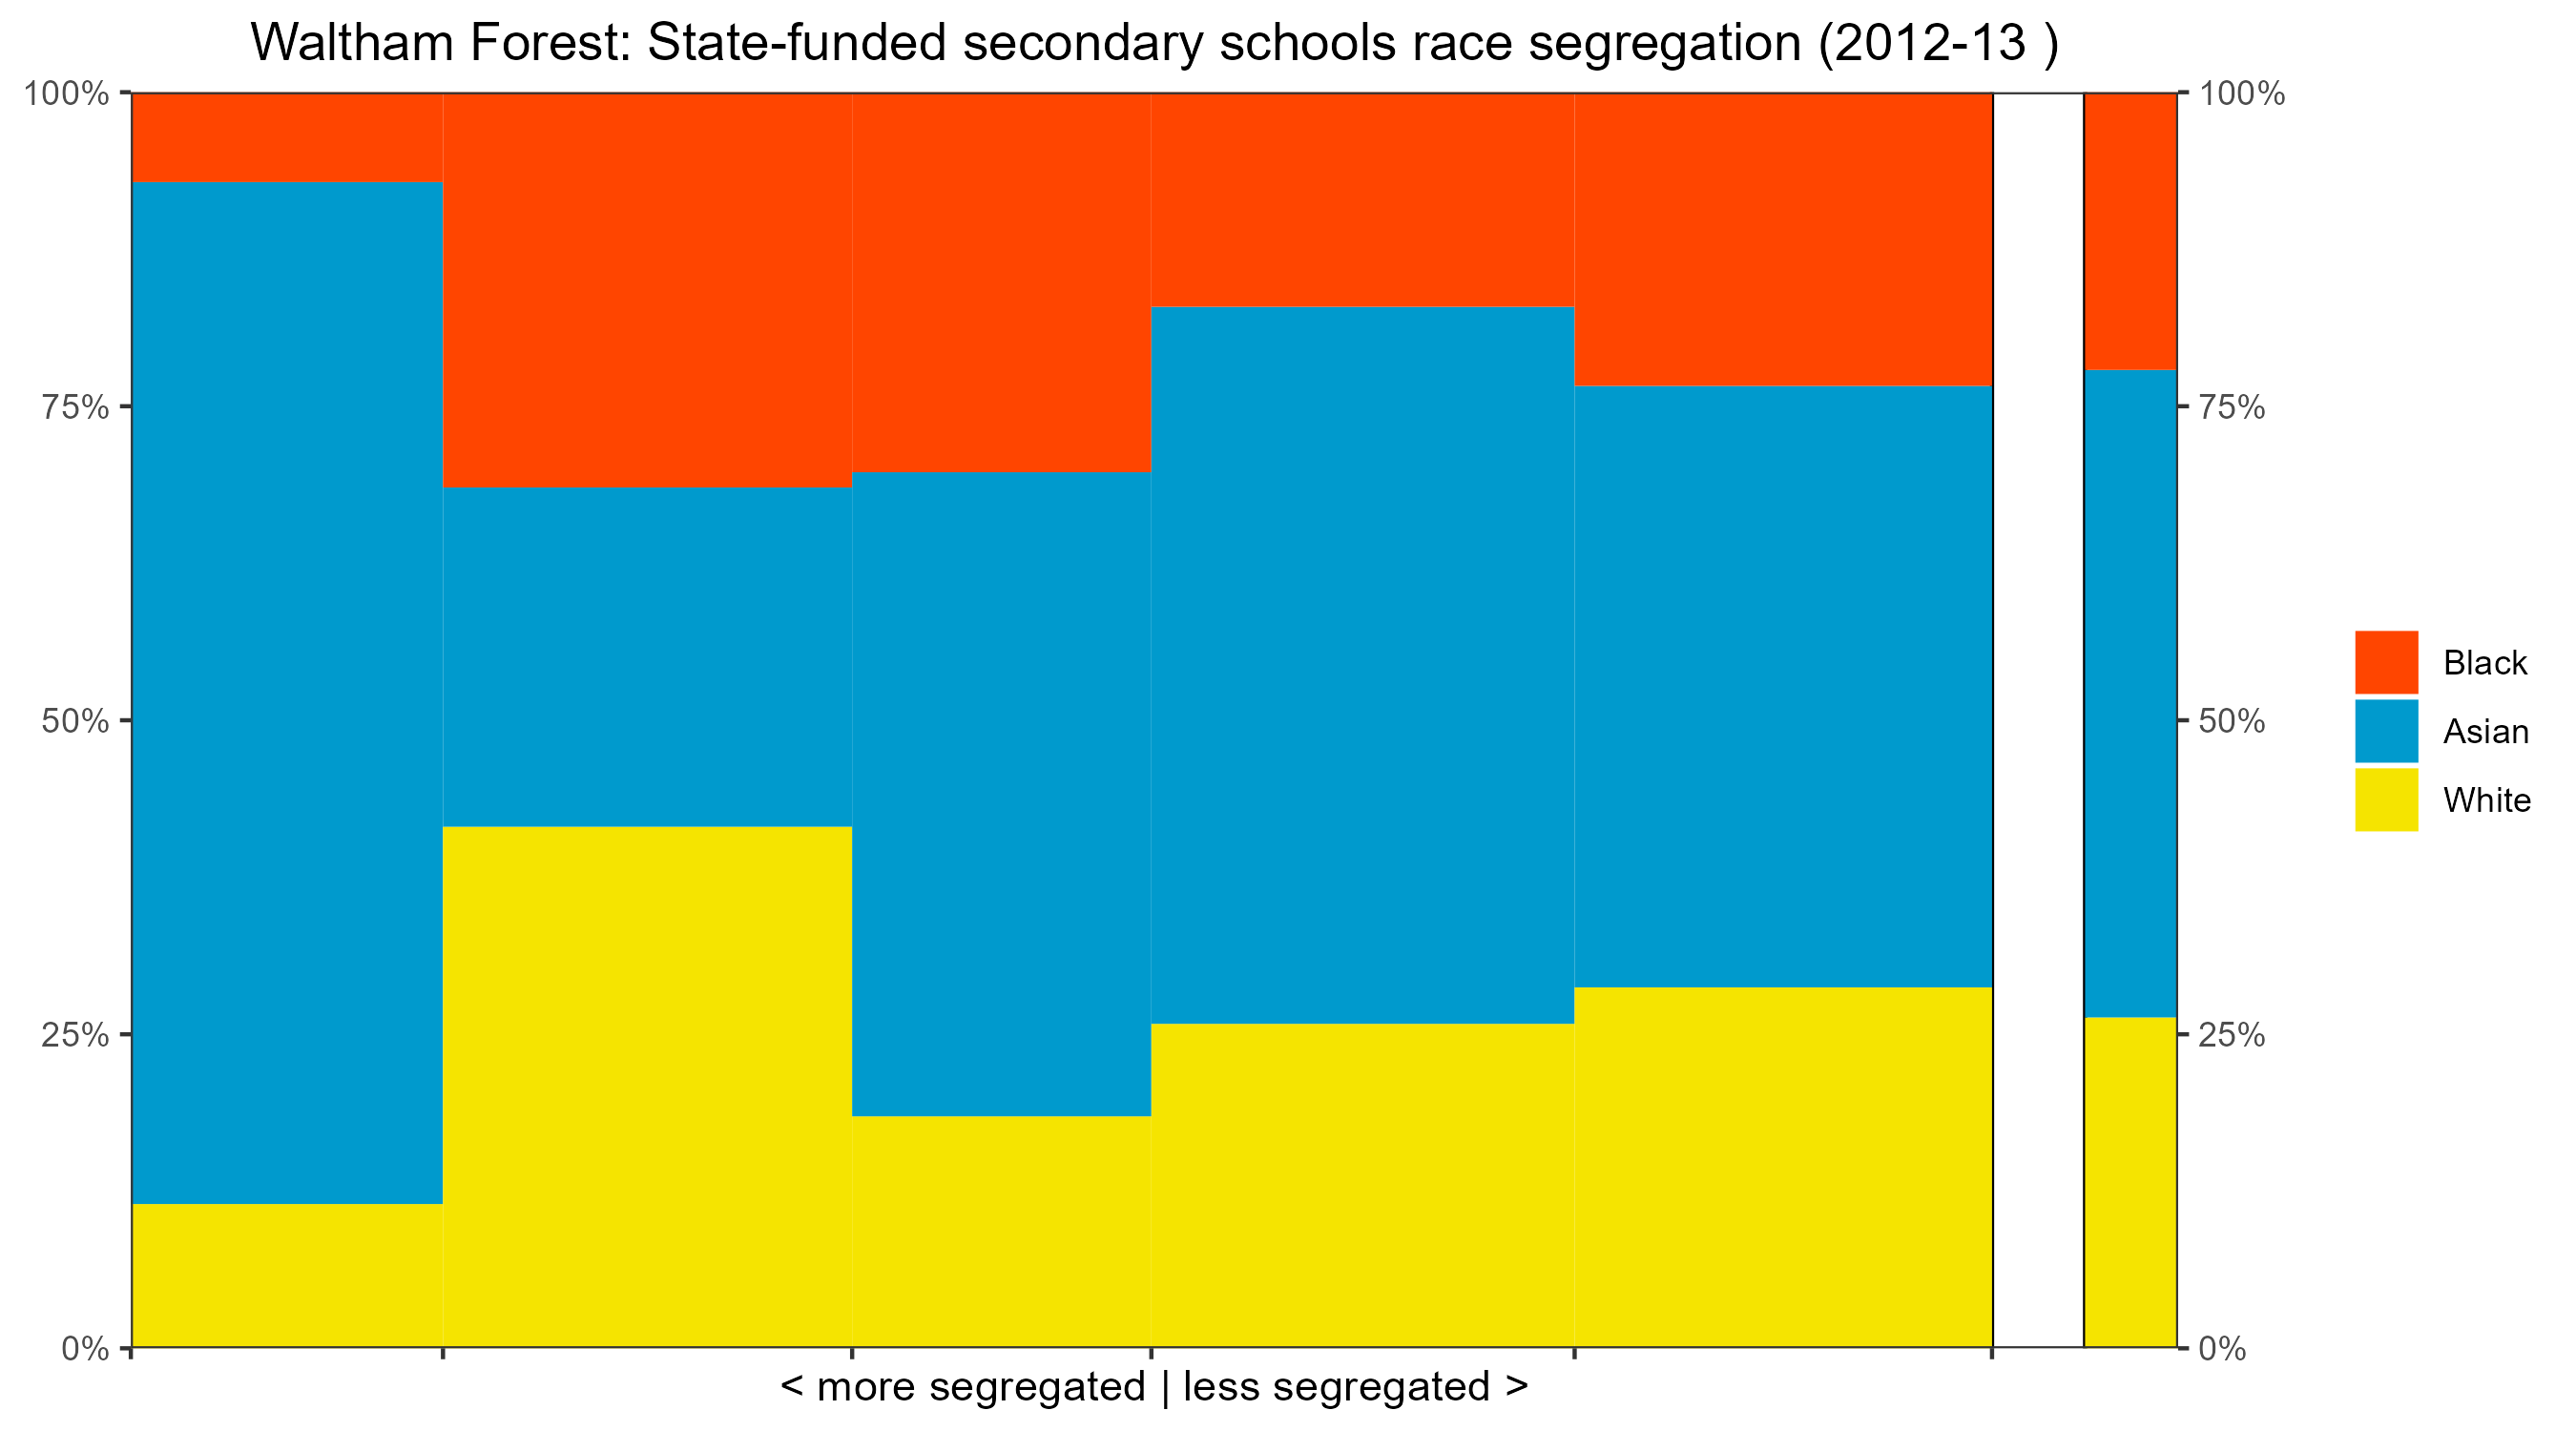 Waltham Forest: State-funded secondary schools race segregation (2012-13 )
100%
75%
50%
25%
0%
100%
75%
50%
25%
0%
Black
Asian
White
< more segregated | less segregated >